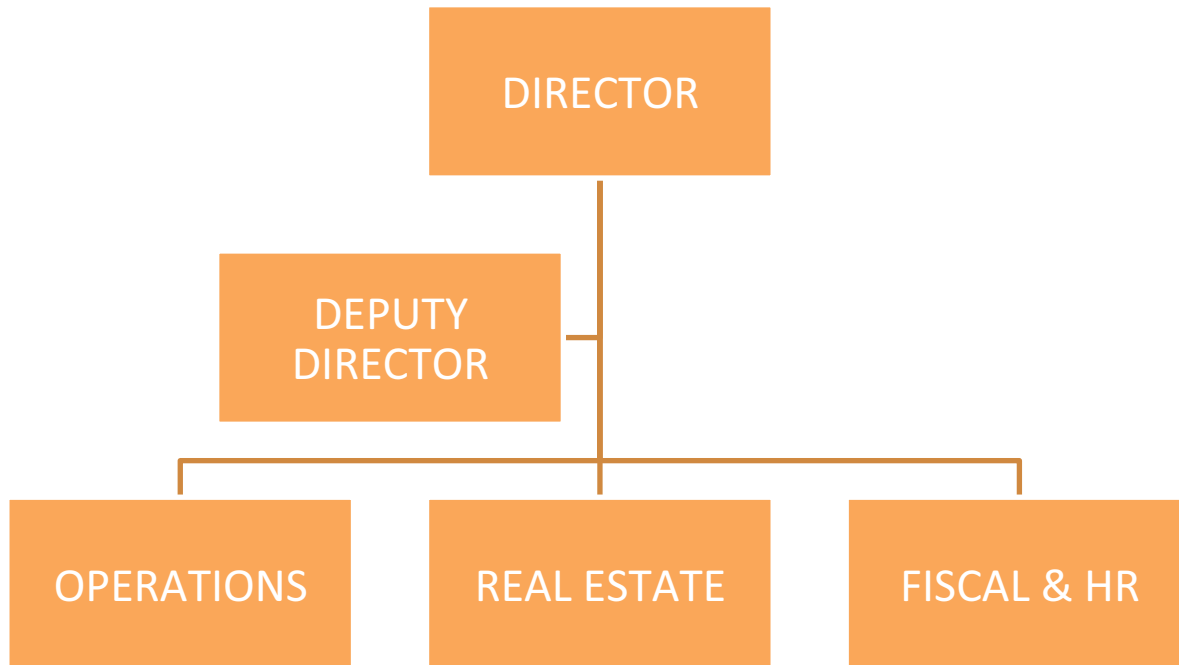 DIRECTOR
DEPUTY
DIRECTOR
OPERATIONS
REAL ESTATE
FISCAL & HR